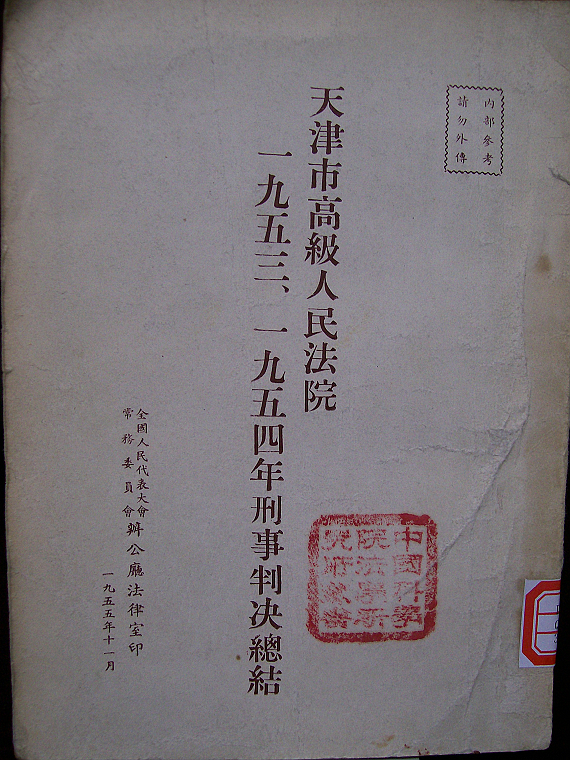 內部參考
請勿外傳
天津市高級人民法院
一九五三、一九五四年刑事判决總結
中國科學
院法學研
究所藏書
全國人民代表大會
常務委員會
辦公廳法律室印
一九五五年十一月